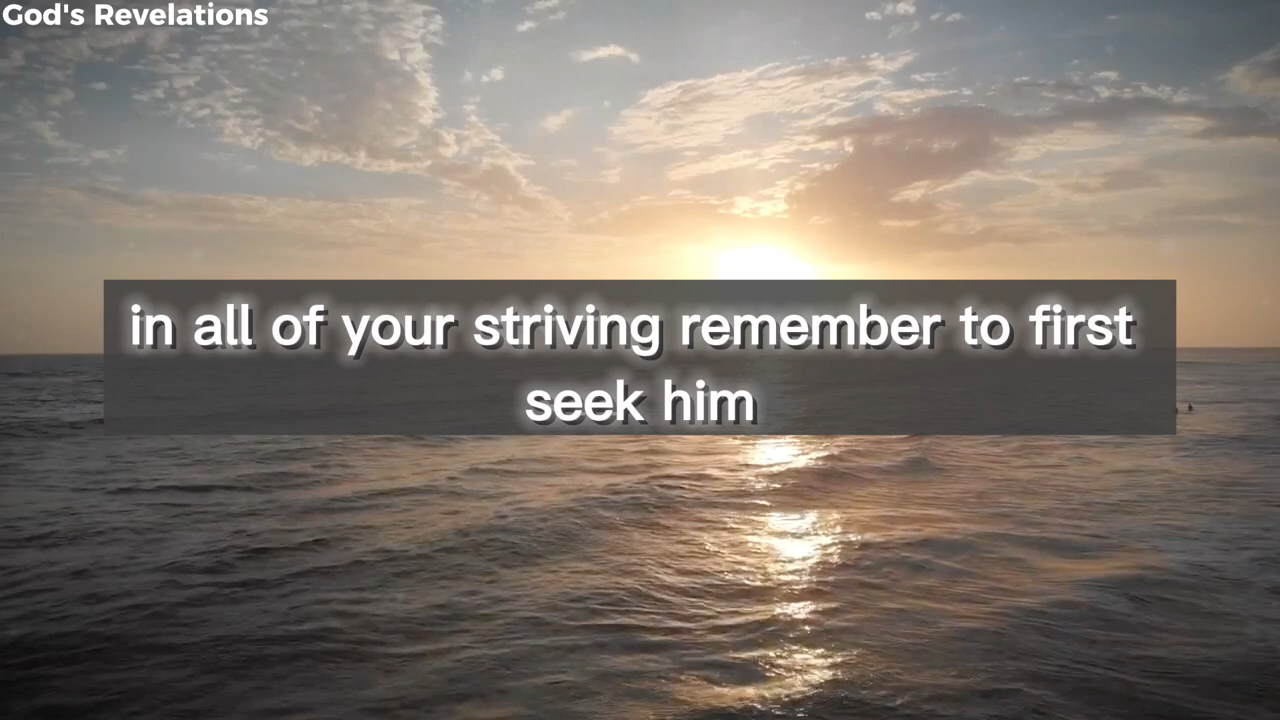 God's Revelations
in all of your striving remember to first
seek him